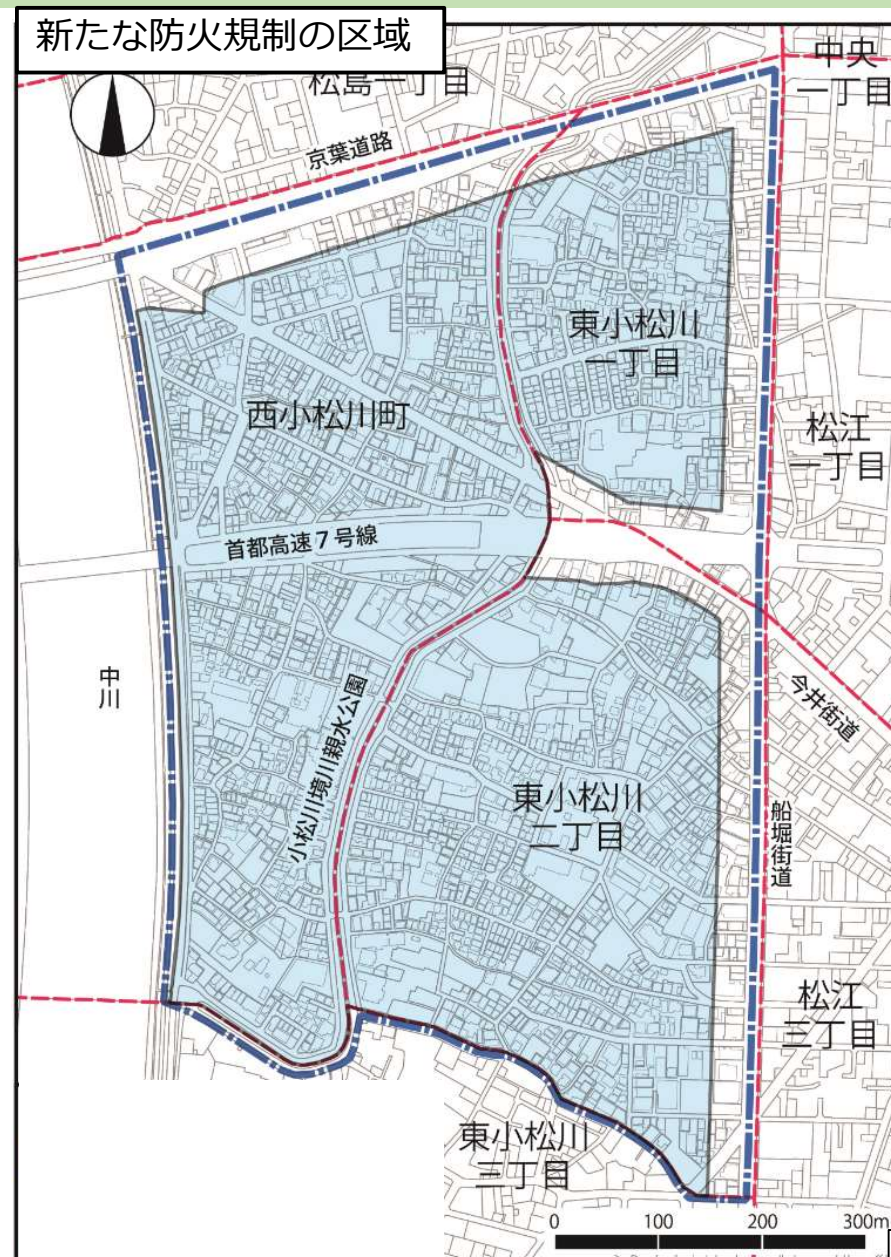 新たな防火規制の区域
松島一丁目
中央
一丁目
京葉道路
東小松川
一丁目
西小松川町
松江
一丁目
首都高速7号線
中川
今井街道
小松川境川親水公園
東小松川
二丁目
船堀街道
松江
三丁目
東小松川
三丁目
0 100 200 300m